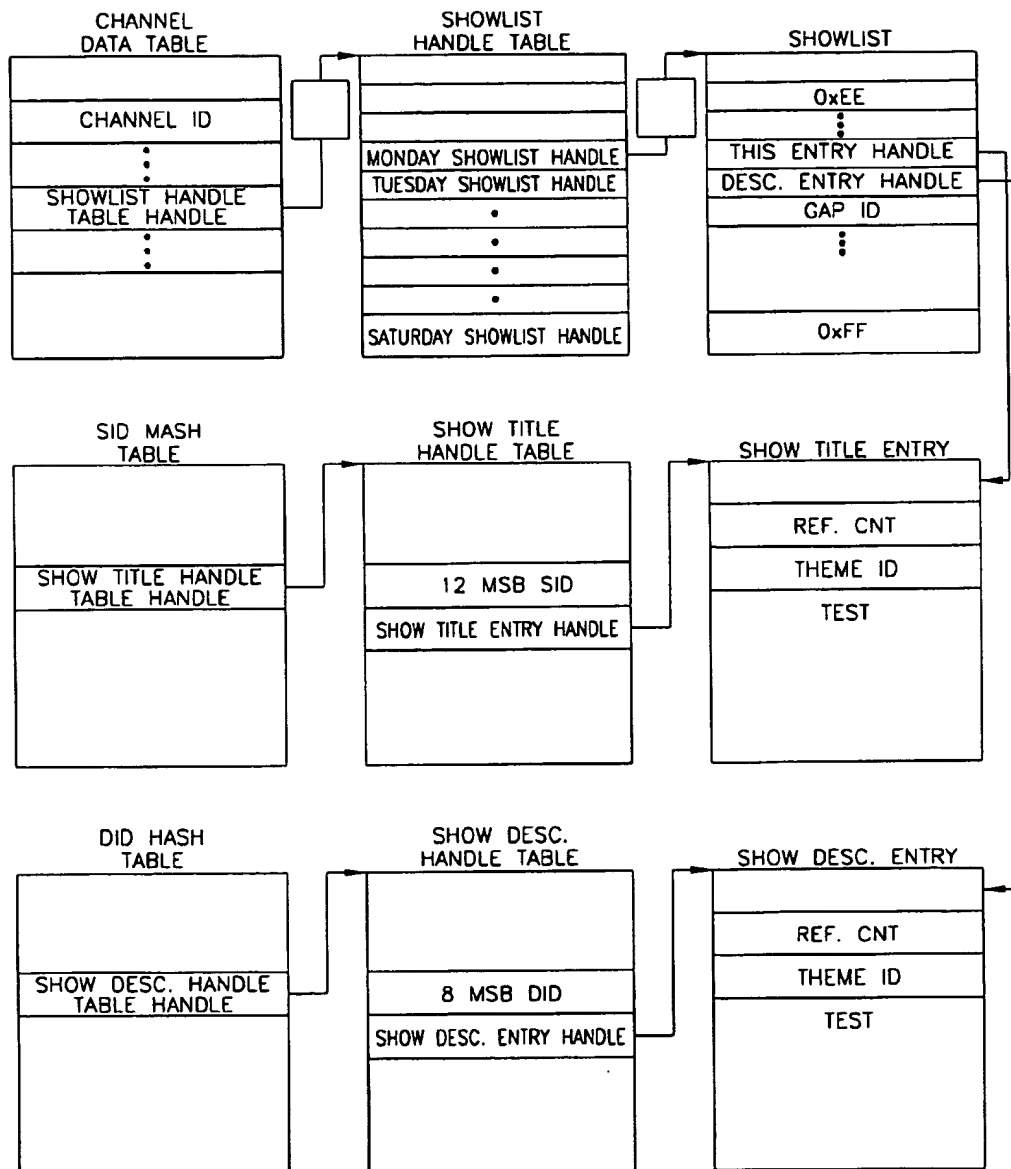 CHANNEL
DATA TABLE
CHANNEL ID
SHOWLIST HANDLE
TABLE HANDLE
SHOWLIST
HANDLE TABLE
MONDAY SHOWLIST HANDLE
TUESDAY SHOWLIST HANDLE
SATURDAY SHOWLIST HANDLE
SHOWLIST
0xEE
THIS ENTRY HANDLE
DESC. ENTRY HANDLE
GAP ID
0xFF
SID MASH
TABLE
SHOW TITLE HANDLE
TABLE HANDLE
SHOW TITLE
HANDLE TABLE
12 MSB SID
SHOW TITLE ENTRY HANDLE
SHOW TITLE ENTRY
REF. CNT
THEME ID
TEST
DID HASH
TABLE
SHOW DESC. HANDLE
TABLE HANDLE
SHOW DESC.
HANDLE TABLE
8 MSB DID
SHOW DESC. ENTRY HANDLE
SHOW DESC. ENTRY
REF. CNT
THEME ID
TEST